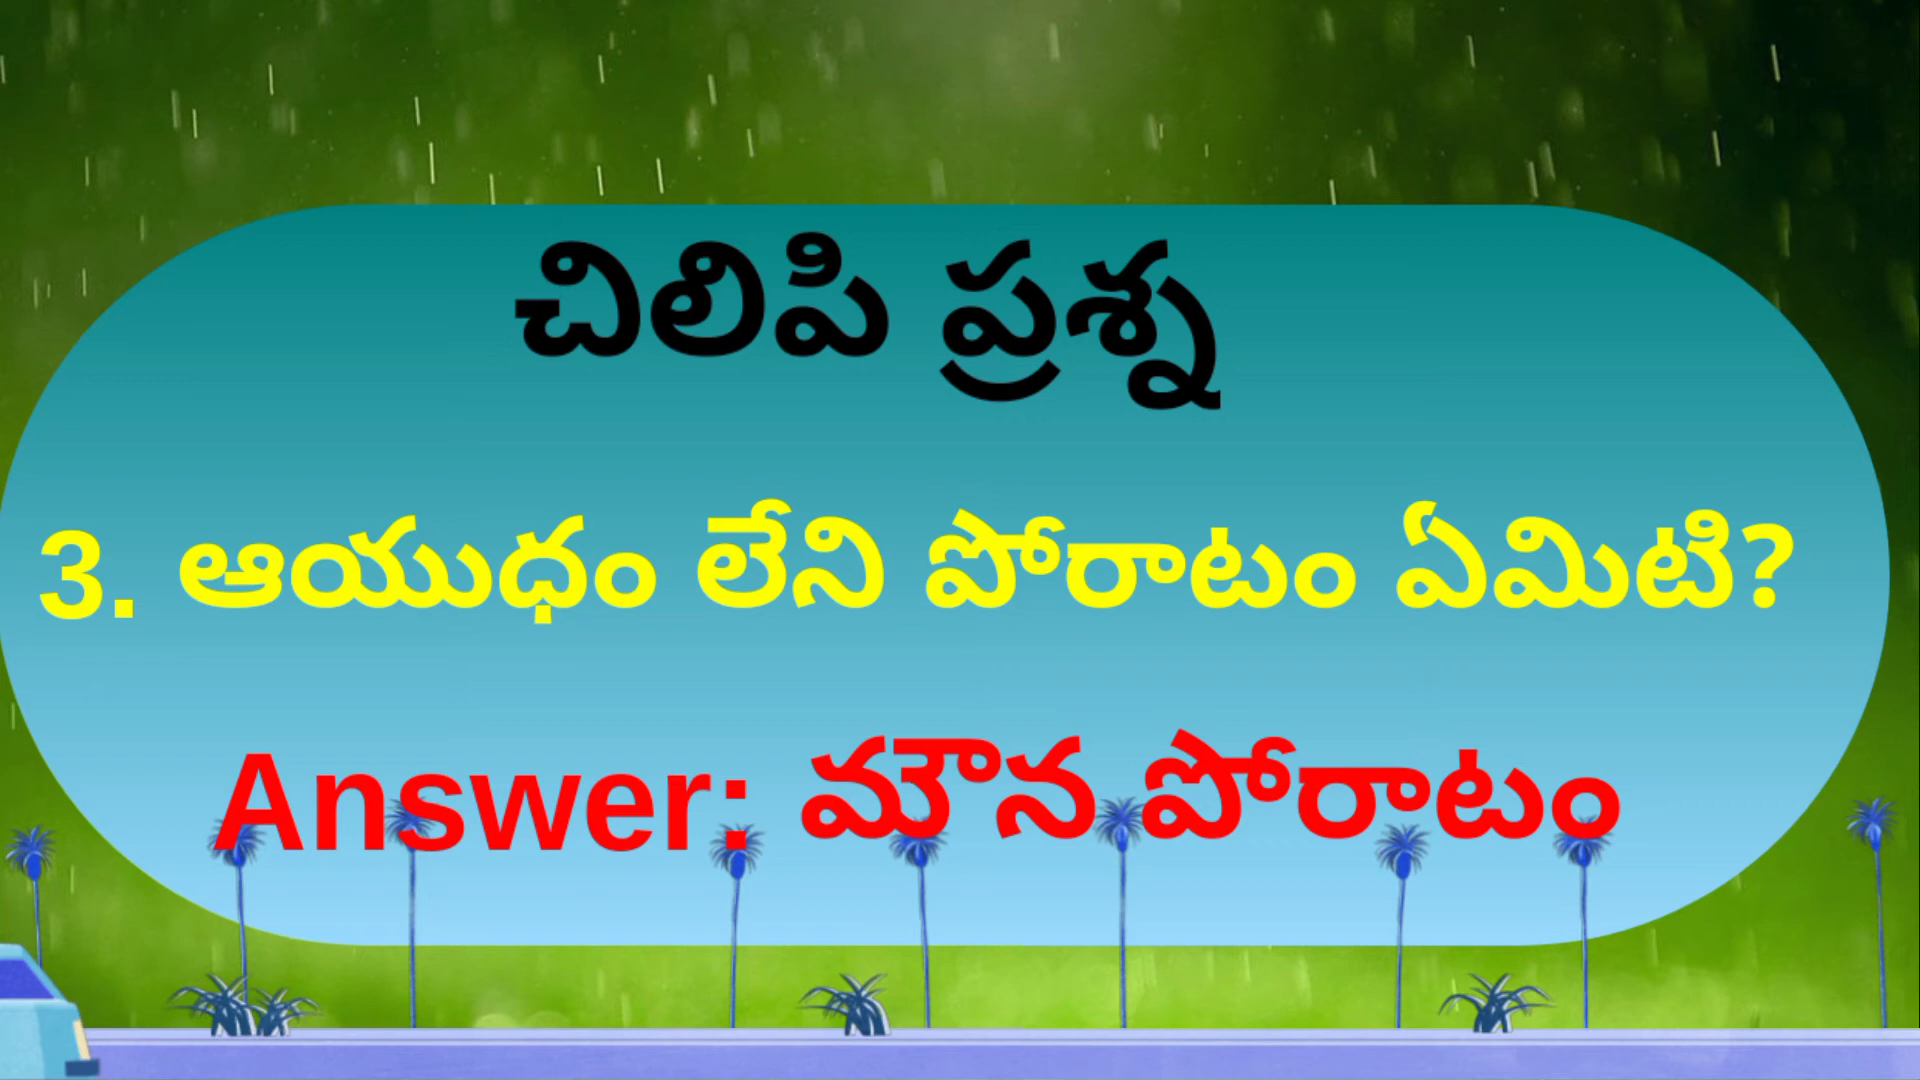 చిలిపి ప్రశ్న
3. ఆయుధం లేని పోరాటం ఏమిటి?
Answer: మౌన పోరాటం